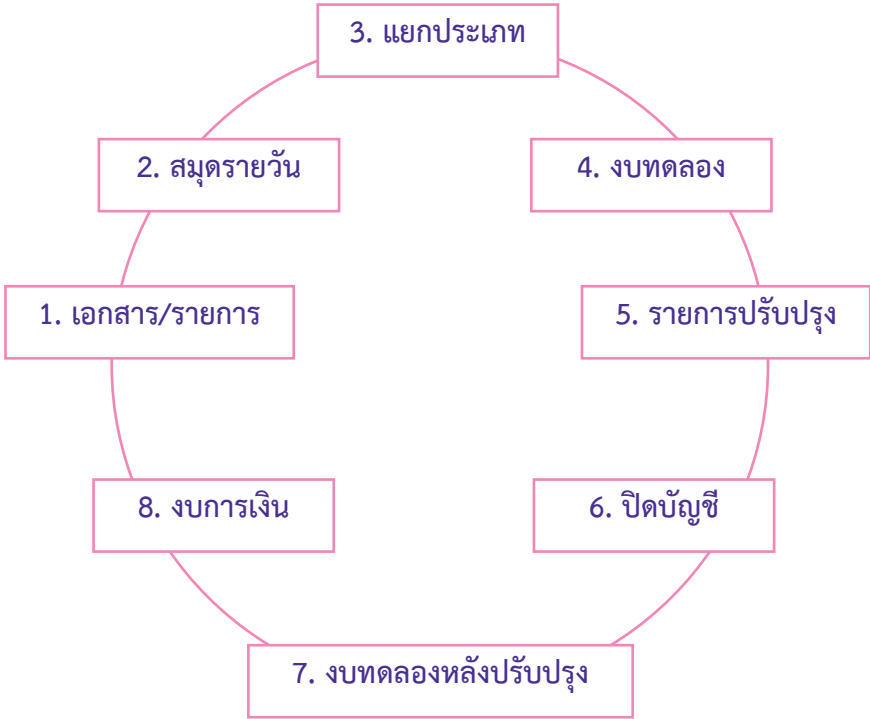 3. แยกประเภท
2. สมุดรายวัน
4. งบทดลอง
1. เอกสาร/รายการ
5. รายการปรับปรุง
8. งบการเงิน
6. ปิดบัญชี
7. งบทดลองหลังปรับปรุง